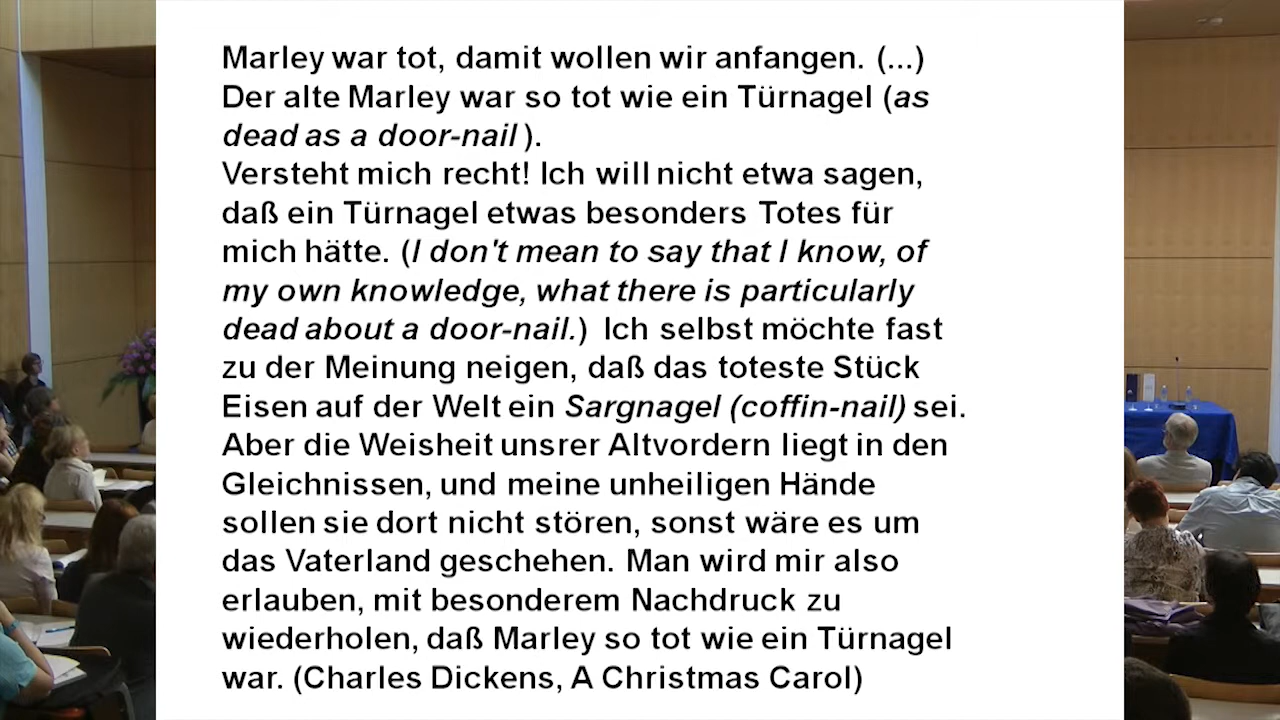 Marley war tot, damit wollen wir anfangen. (...)
Der alte Marley war so tot wie ein Türnagel (as
dead as a door-nail ).
Versteht mich recht! Ich will nicht etwa sagen,
daß ein Türnagel etwas besonders Totes für
mich hätte. (I don't mean to say that I know, of
my own knowledge, what there is particularly
dead about a door-nail.) Ich selbst möchte fast
zu der Meinung neigen, daß das toteste Stück
Eisen auf der Welt ein Sargnagel (coffin-nail) sei.
Aber die Weisheit unsrer Altvordern liegt in den
Gleichnissen, und meine unheiligen Hände
sollen sie dort nicht stören, sonst wäre es um
das Vaterland geschehen. Man wird mir also
erlauben, mit besonderem Nachdruck zu
wiederholen, daß Marley so tot wie ein Türnagel
war. (Charles Dickens, A Christmas Carol)